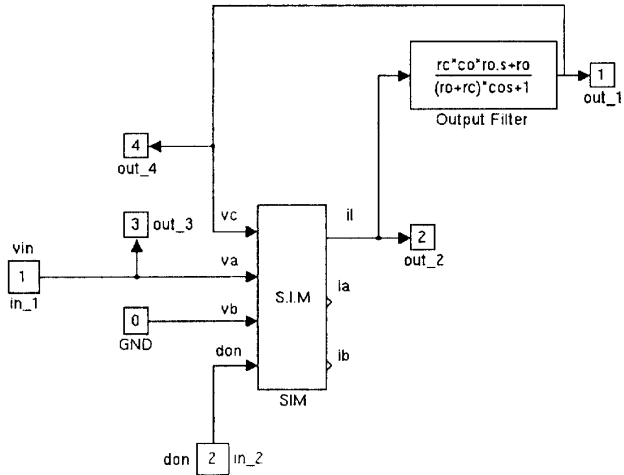 rc*co*ro.s+ro
(ro+rc)*cos+1
Output Filter
1
out_1
4
out_4
3
out_3
vc
il
2
out_2
vin
1
in_1
va
S.I.M
ia
0
GND
vb
don
ib
SIM
don
2
in_2